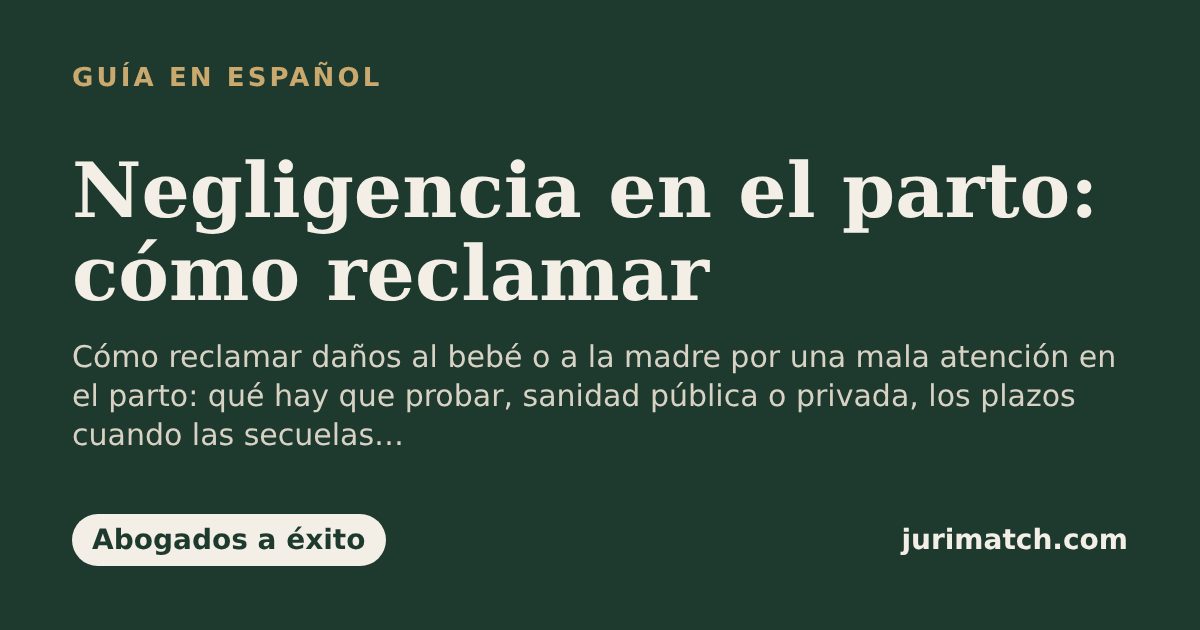 GUÍA EN ESPAÑOL
Negligencia en el parto:
cómo reclamar
Cómo reclamar daños al bebé o a la madre por una mala atención en
el parto: qué hay que probar, sanidad pública o privada, los plazos
cuando las secuelas...
Abogados a éxito
jurimatch.com